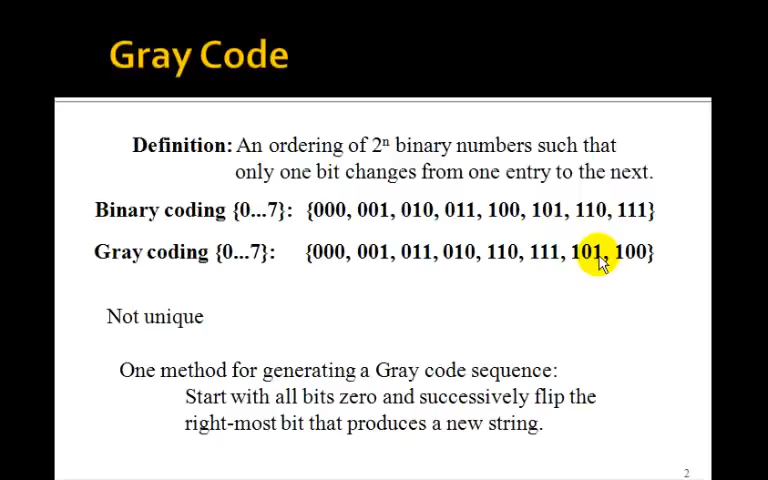 Gray Code
Definition: An ordering of 2ⁿ binary numbers such that
only one bit changes from one entry to the next.
Binary coding {0...7}: {000, 001, 010, 011, 100, 101, 110, 111}
Gray coding {0...7}: {000, 001, 011, 010, 110, 111, 101, 100}
Not unique
One method for generating a Gray code sequence:
Start with all bits zero and successively flip the
right-most bit that produces a new string.
2